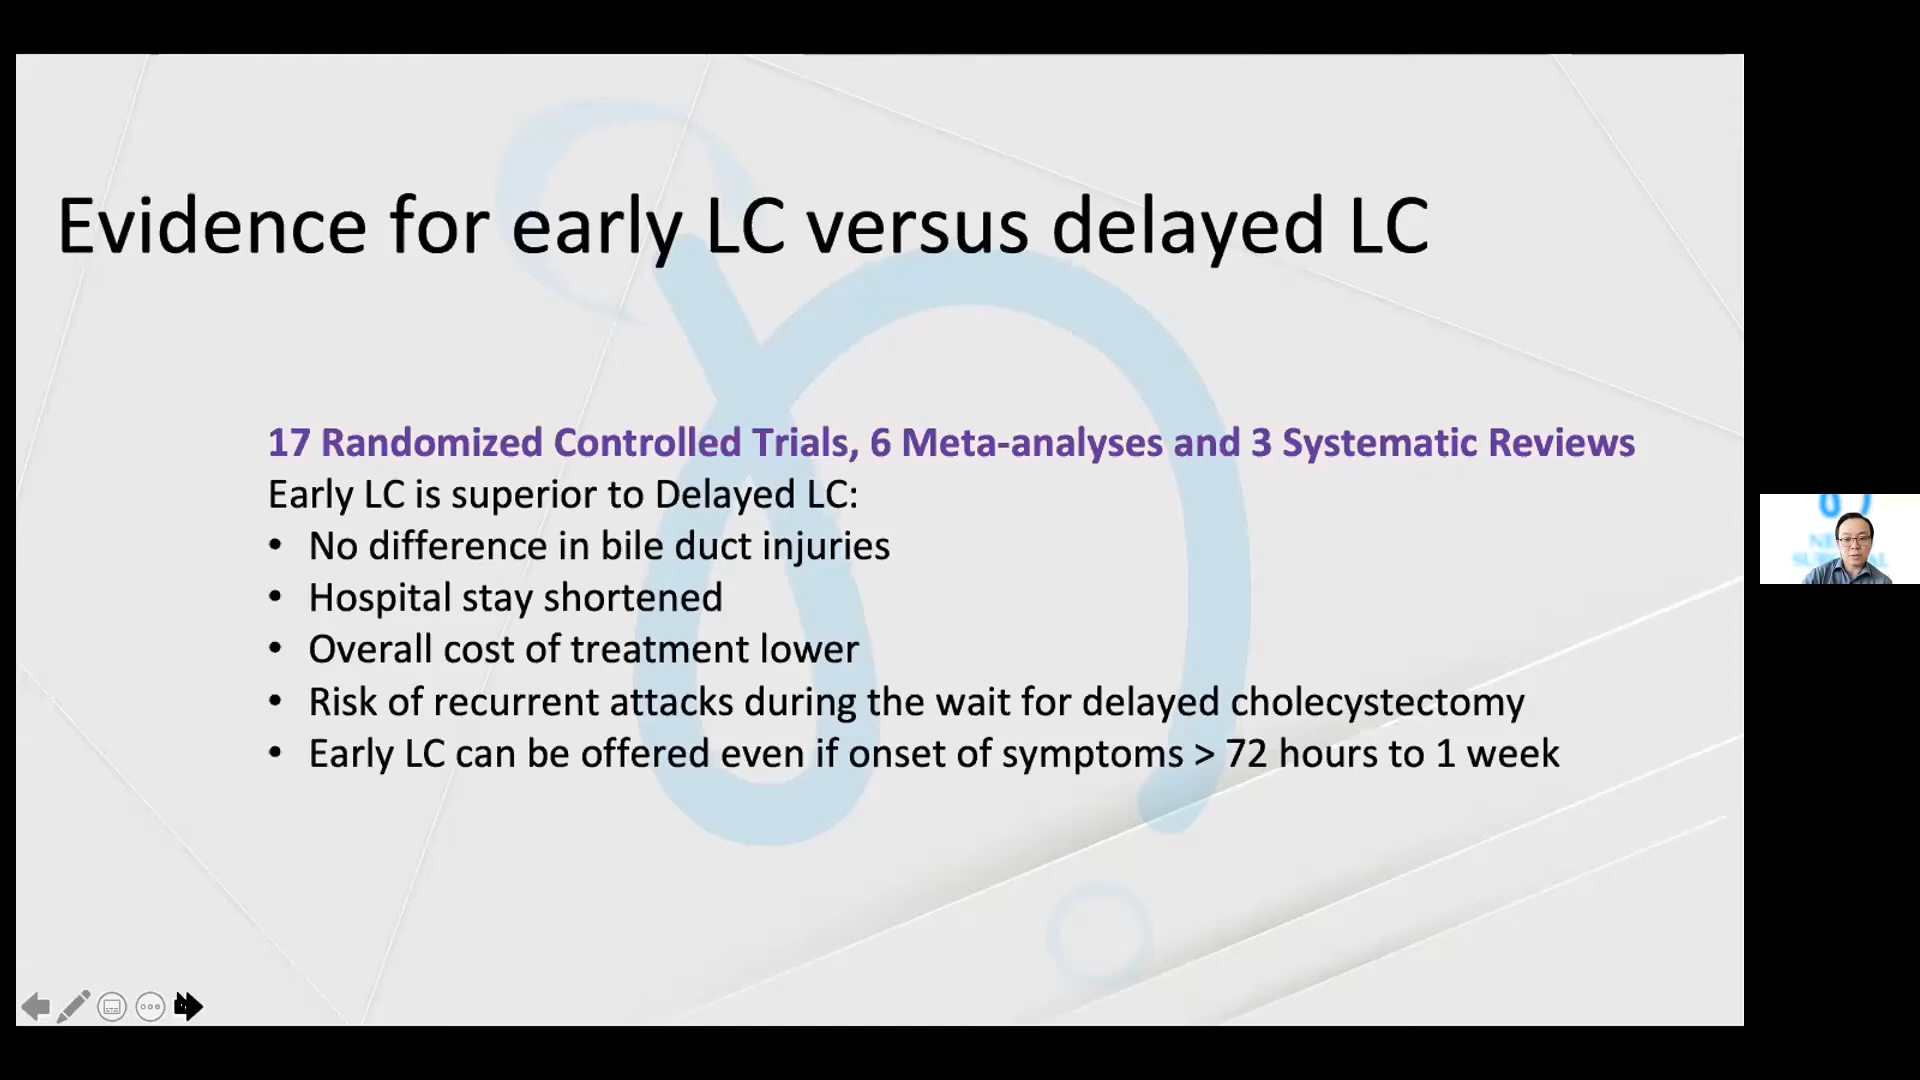 Evidence for early LC versus delayed LC
17 Randomized Controlled Trials, 6 Meta-analyses and 3 Systematic Reviews
Early LC is superior to Delayed LC:
• No difference in bile duct injuries
• Hospital stay shortened
• Overall cost of treatment lower
• Risk of recurrent attacks during the wait for delayed cholecystectomy
• Early LC can be offered even if onset of symptoms > 72 hours to 1 week